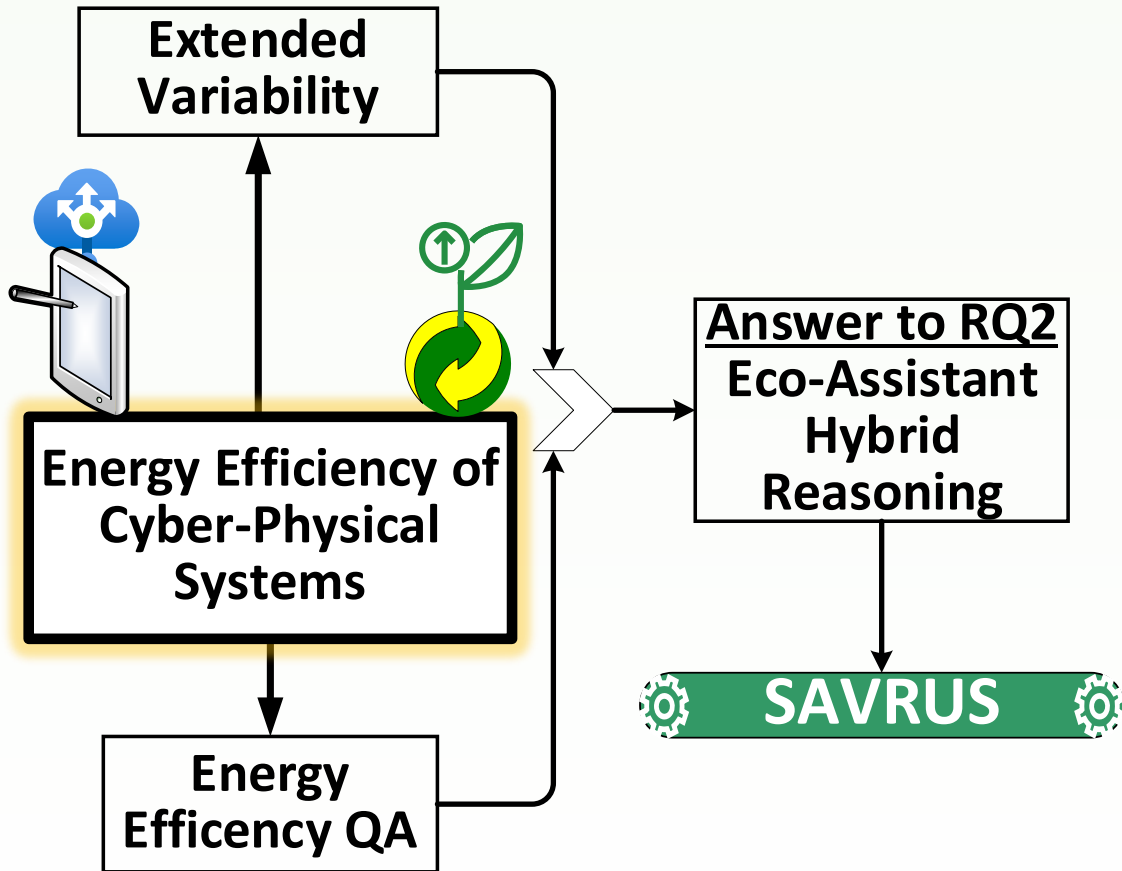 Extended
Variability
Energy Efficiency of
Cyber-Physical
Systems
Energy
Efficency QA
Answer to RQ2
Eco-Assistant
Hybrid
Reasoning
SAVRUS